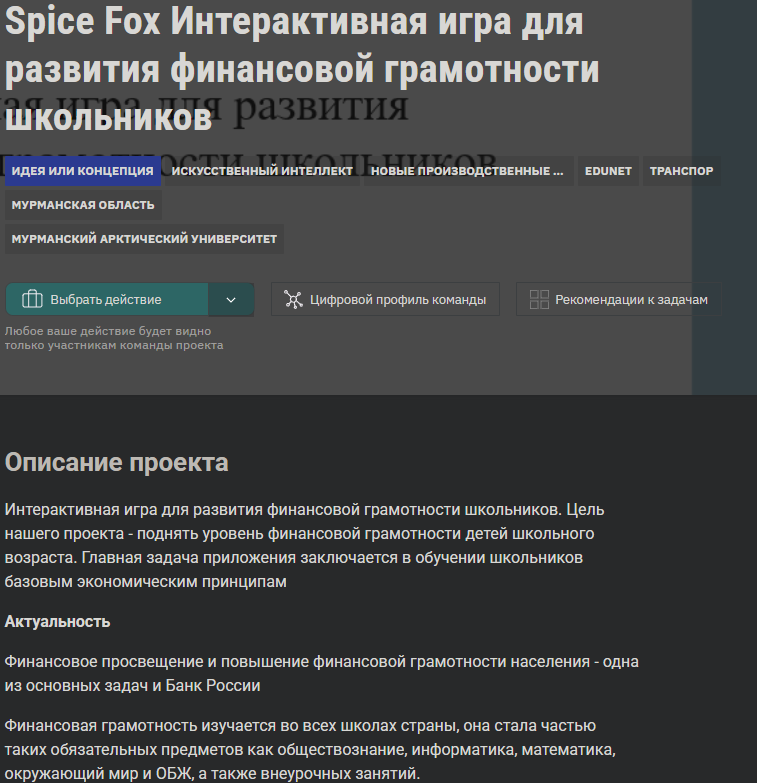 Spice Fox Интерактивная игра для
развития финансовой грамотности
школьников
ая игра для развития
грамотности школьников
ИДЕЯ ИЛИ КОНЦЕПЦИЯ ИСКУССТВЕННЫЙ ИНТЕЛЛЕКТ НОВЫЕ ПРОИЗВОДСТВЕННЫЕ ... EDUNET ТРАНСПОР
МУРМАНСКАЯ ОБЛАСТЬ
МУРМАНСКИЙ АРКТИЧЕСКИЙ УНИВЕРСИТЕТ
Выбрать действие Цифровой профиль команды Рекомендации к задачам
Любое ваше действие будет видно
только участникам команды проекта
Описание проекта
Интерактивная игра для развития финансовой грамотности школьников. Цель
нашего проекта - поднять уровень финансовой грамотности детей школьного
возраста. Главная задача приложения заключается в обучении школьников
базовым экономическим принципам
Актуальность
Финансовое просвещение и повышение финансовой грамотности населения - одна
из основных задач и Банк России
Финансовая грамотность изучается во всех школах страны, она стала частью
таких обязательных предметов как обществознание, информатика, математика,
окружающий мир и ОБЖ, а также внеурочных занятий.